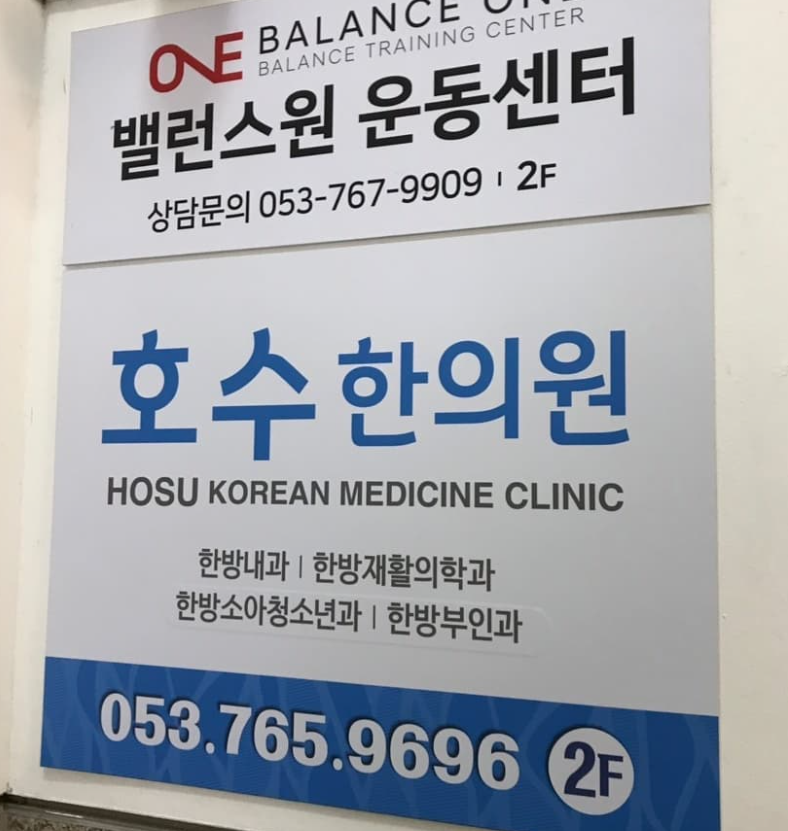 ONE BALANCE ONE
BALANCE TRAINING CENTER
밸런스원 운동센터
상담문의 053-767-9909 | 2F
호수한의원
HOSU KOREAN MEDICINE CLINIC
한방내과 | 한방재활의학과
한방소아청소년과 | 한방부인과
053.765.9696 2F